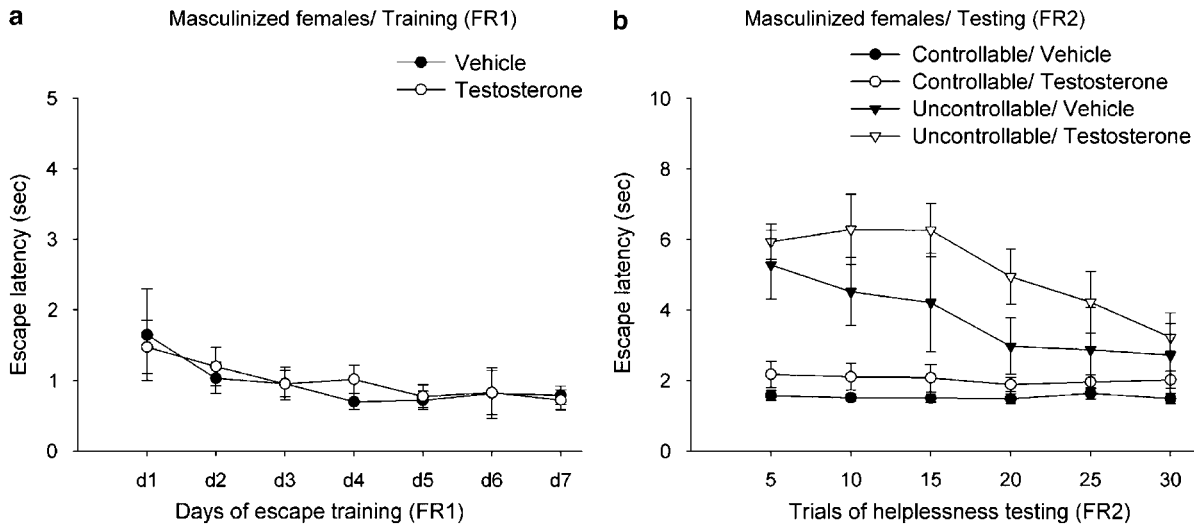 a
Masculinized females/ Training (FR1)
Vehicle
Testosterone
5
4
3
2
1
0
Escape latency (sec)
d1 d2 d3 d4 d5 d6 d7
Days of escape training (FR1)
b
Masculinized females/ Testing (FR2)
Controllable/ Vehicle
Controllable/ Testosterone
Uncontrollable/ Vehicle
Uncontrollable/ Testosterone
10
8
6
4
2
0
Escape latency (sec)
5 10 15 20 25 30
Trials of helplessness testing (FR2)